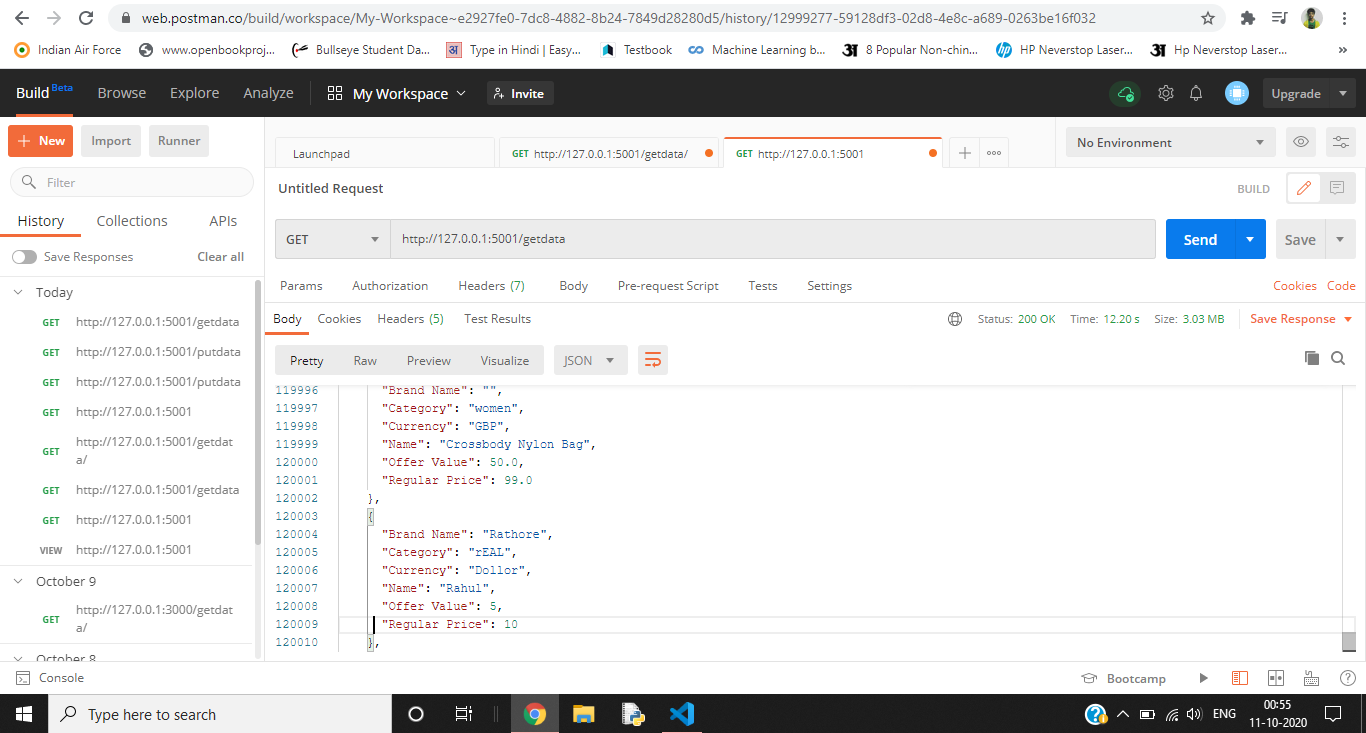 web.postman.co/build/workspace/My-Workspace~e2927fe0-7dc8-4882-8b24-7849d28280d5/history/12999277-59128df3-02d8-4e8c-a689-0263be16f032
Indian Air Force www.openbookproj... Bullseye Student Da... अ Type in Hindi | Easy... Testbook Machine Learning b... 8 Popular Non-chin... HP Neverstop Laser... Hp Neverstop Laser... »
Build Beta Browse Explore Analyze My Workspace Invite Upgrade
+ New Import Runner
Launchpad GET http://127.0.0.1:5001/getdata/ GET http://127.0.0.1:5001 + ooo No Environment
Filter
Untitled Request BUILD
History Collections APIs
GET http://127.0.0.1:5001/getdata Send Save
Save Responses Clear all
Params Authorization Headers (7) Body Pre-request Script Tests Settings Cookies Code
Today
Body Cookies Headers (5) Test Results Status: 200 OK Time: 12.20 s Size: 3.03 MB Save Response
GET http://127.0.0.1:5001/getdata
GET http://127.0.0.1:5001/putdata
GET http://127.0.0.1:5001/putdata
GET http://127.0.0.1:5001
GET http://127.0.0.1:5001/getdat
a/
GET http://127.0.0.1:5001/getdata
GET http://127.0.0.1:5001
VIEW http://127.0.0.1:5001
October 9
GET http://127.0.0.1:3000/getdat
a/
October 8
Pretty Raw Preview Visualize JSON
119996 "Brand Name": "",
119997 "Category": "women",
119998 "Currency": "GBP",
119999 "Name": "Crossbody Nylon Bag",
120000 "Offer Value": 50.0,
120001 "Regular Price": 99.0
120002 },
120003 {
120004 "Brand Name": "Rathore",
120005 "Category": "rEAL",
120006 "Currency": "Dollor",
120007 "Name": "Rahul",
120008 "Offer Value": 5,
120009 "Regular Price": 10
120010 },
Console Bootcamp
Type here to search ENG 00:55
11-10-2020